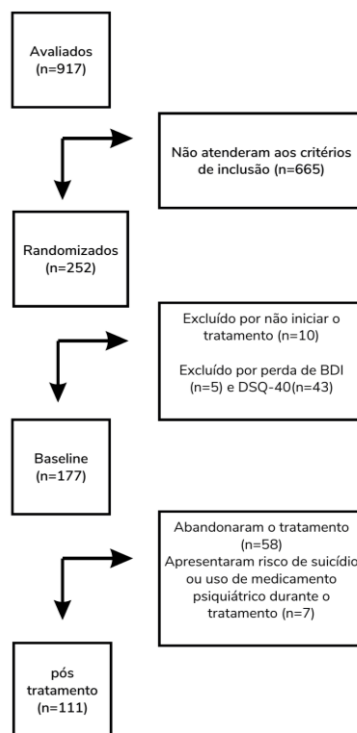 Avaliados
(n=917)
Não atenderam aos critérios
de inclusão (n=665)
Randomizados
(n=252)
Excluído por não iniciar o
tratamento (n=10)
Excluído por perda de BDI
(n=5) e DSQ-40(n=43)
Baseline
(n=177)
Abandonaram o tratamento
(n=58)
Apresentaram risco de suicídio
ou uso de medicamento
psiquiátrico durante o
tratamento (n=7)
pós
tratamento
(n=111)